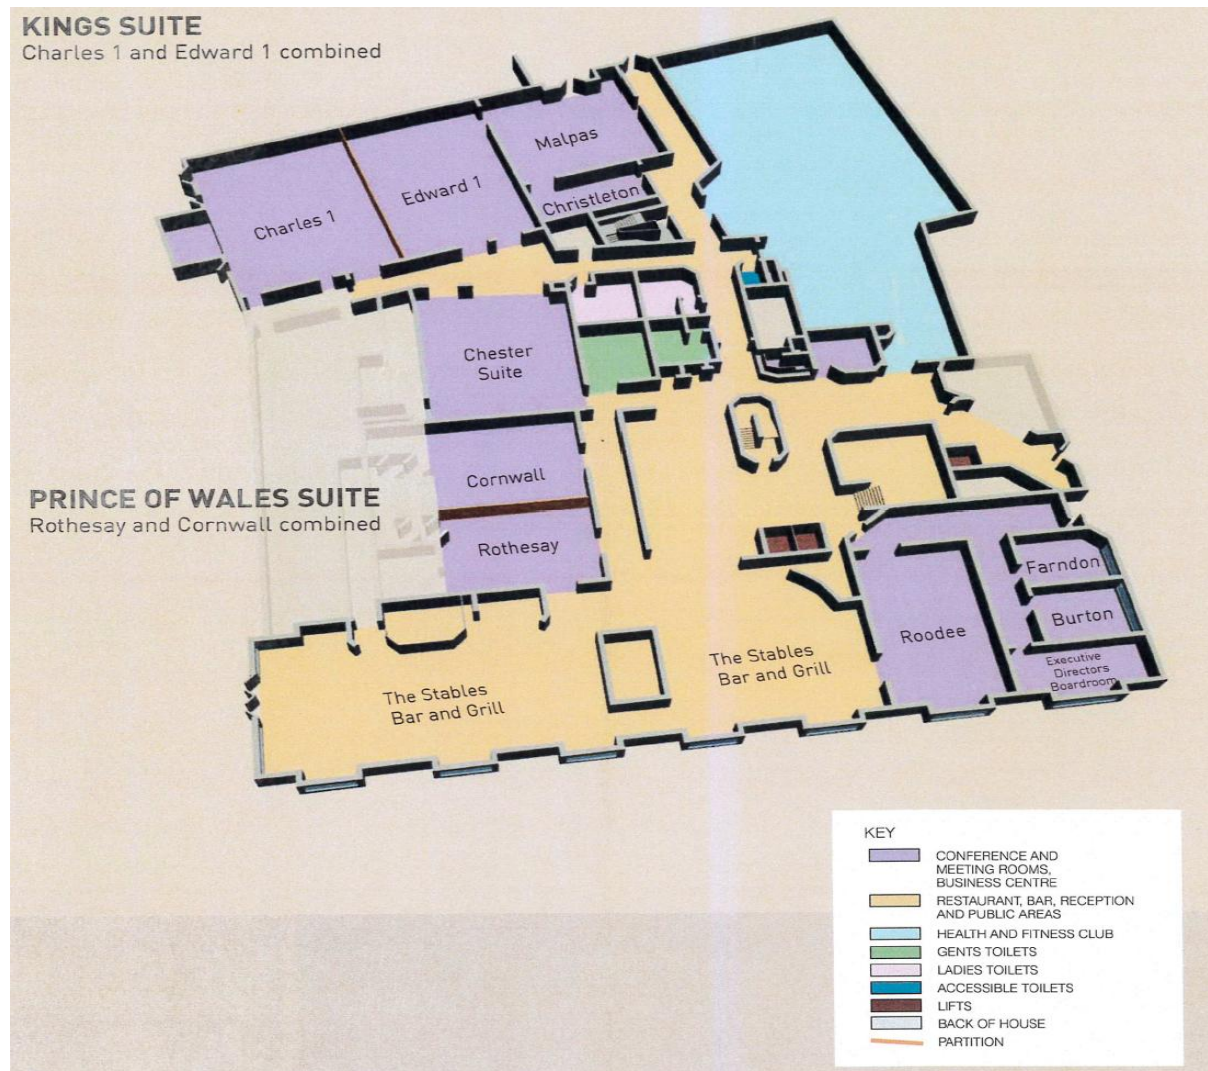 KINGS SUITE
Charles 1 and Edward 1 combined
Malpas
Edward 1
Christleton
Charles 1
Chester
Suite
Cornwall
PRINCE OF WALES SUITE
Rothesay and Cornwall combined
Rothesay
Farndon
Burton
Roodee
Executive
Directors
Boardroom
The Stables
Bar and Grill
The Stables
Bar and Grill
KEY
CONFERENCE AND
MEETING ROOMS,
BUSINESS CENTRE
RESTAURANT, BAR, RECEPTION
AND PUBLIC AREAS
HEALTH AND FITNESS CLUB
GENTS TOILETS
LADIES TOILETS
ACCESSIBLE TOILETS
LIFTS
BACK OF HOUSE
PARTITION